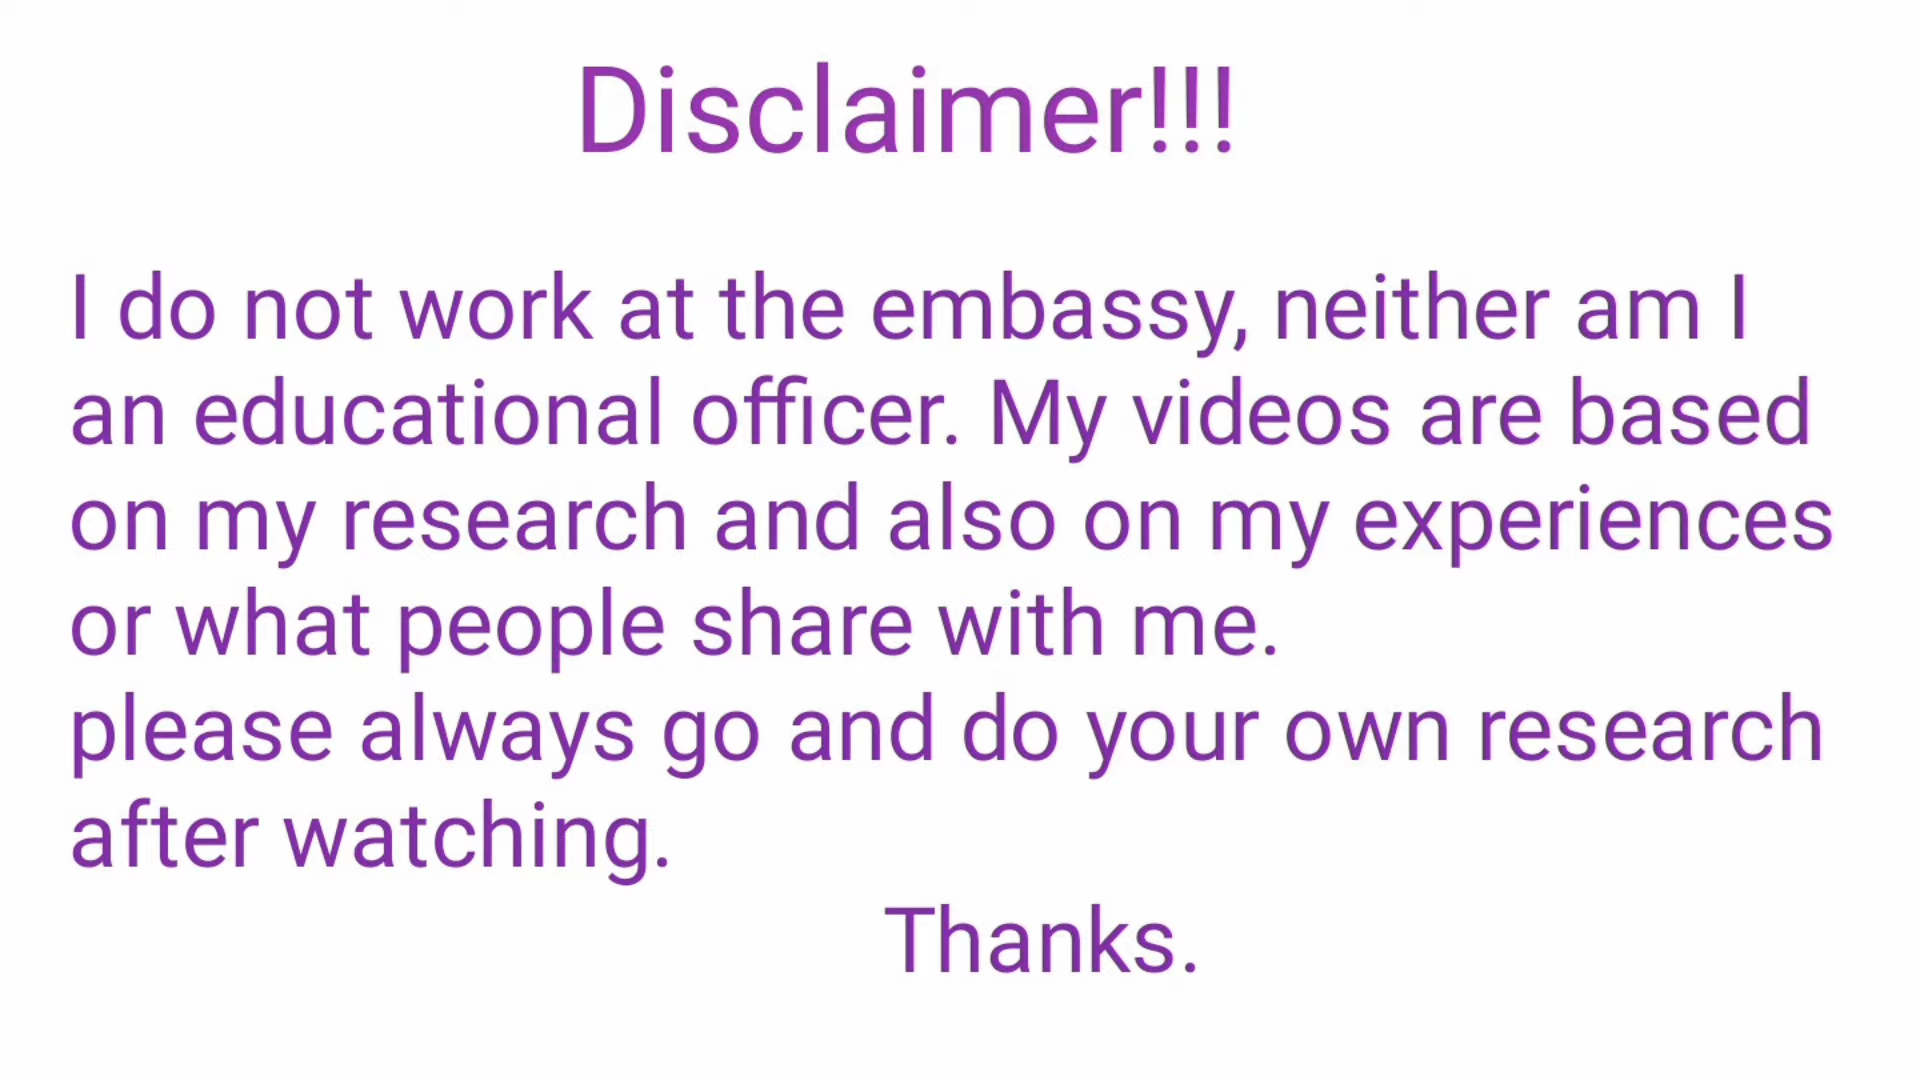 Disclaimer!!!
I do not work at the embassy, neither am I
an educational officer. My videos are based
on my research and also on my experiences
or what people share with me.
please always go and do your own research
after watching.
Thanks.